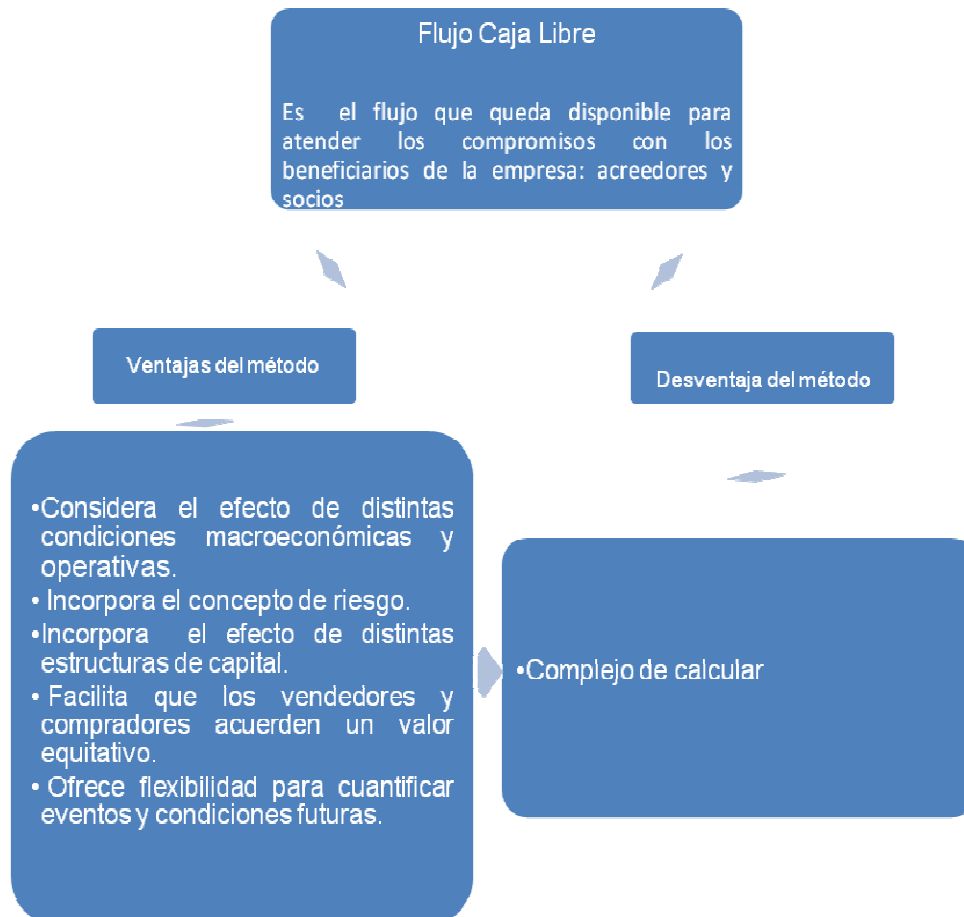 Flujo Caja Libre
Es el flujo que queda disponible para
atender los compromisos con los
beneficiarios de la empresa: acreedores y
socios
Ventajas del método
Desventaja del método
•Considera el efecto de distintas
condiciones macroeconómicas y
operativas.
• Incorpora el concepto de riesgo.
•Incorpora el efecto de distintas
estructuras de capital.
• Facilita que los vendedores y
compradores acuerden un valor
equitativo.
• Ofrece flexibilidad para cuantificar
eventos y condiciones futuras.
•Complejo de calcular